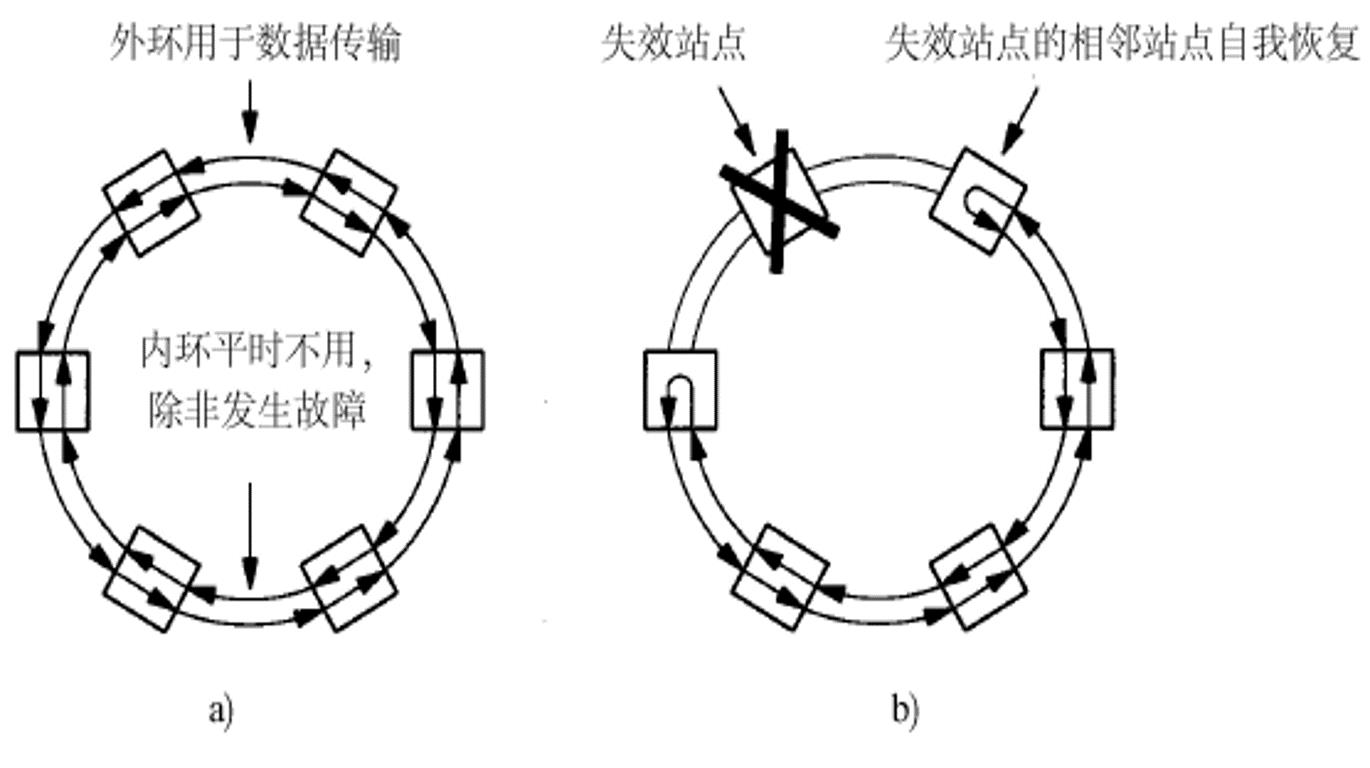 外环用于数据传输
失效站点
失效站点的相邻站点自我恢复
内环平时不用，
除非发生故障
a)
b)